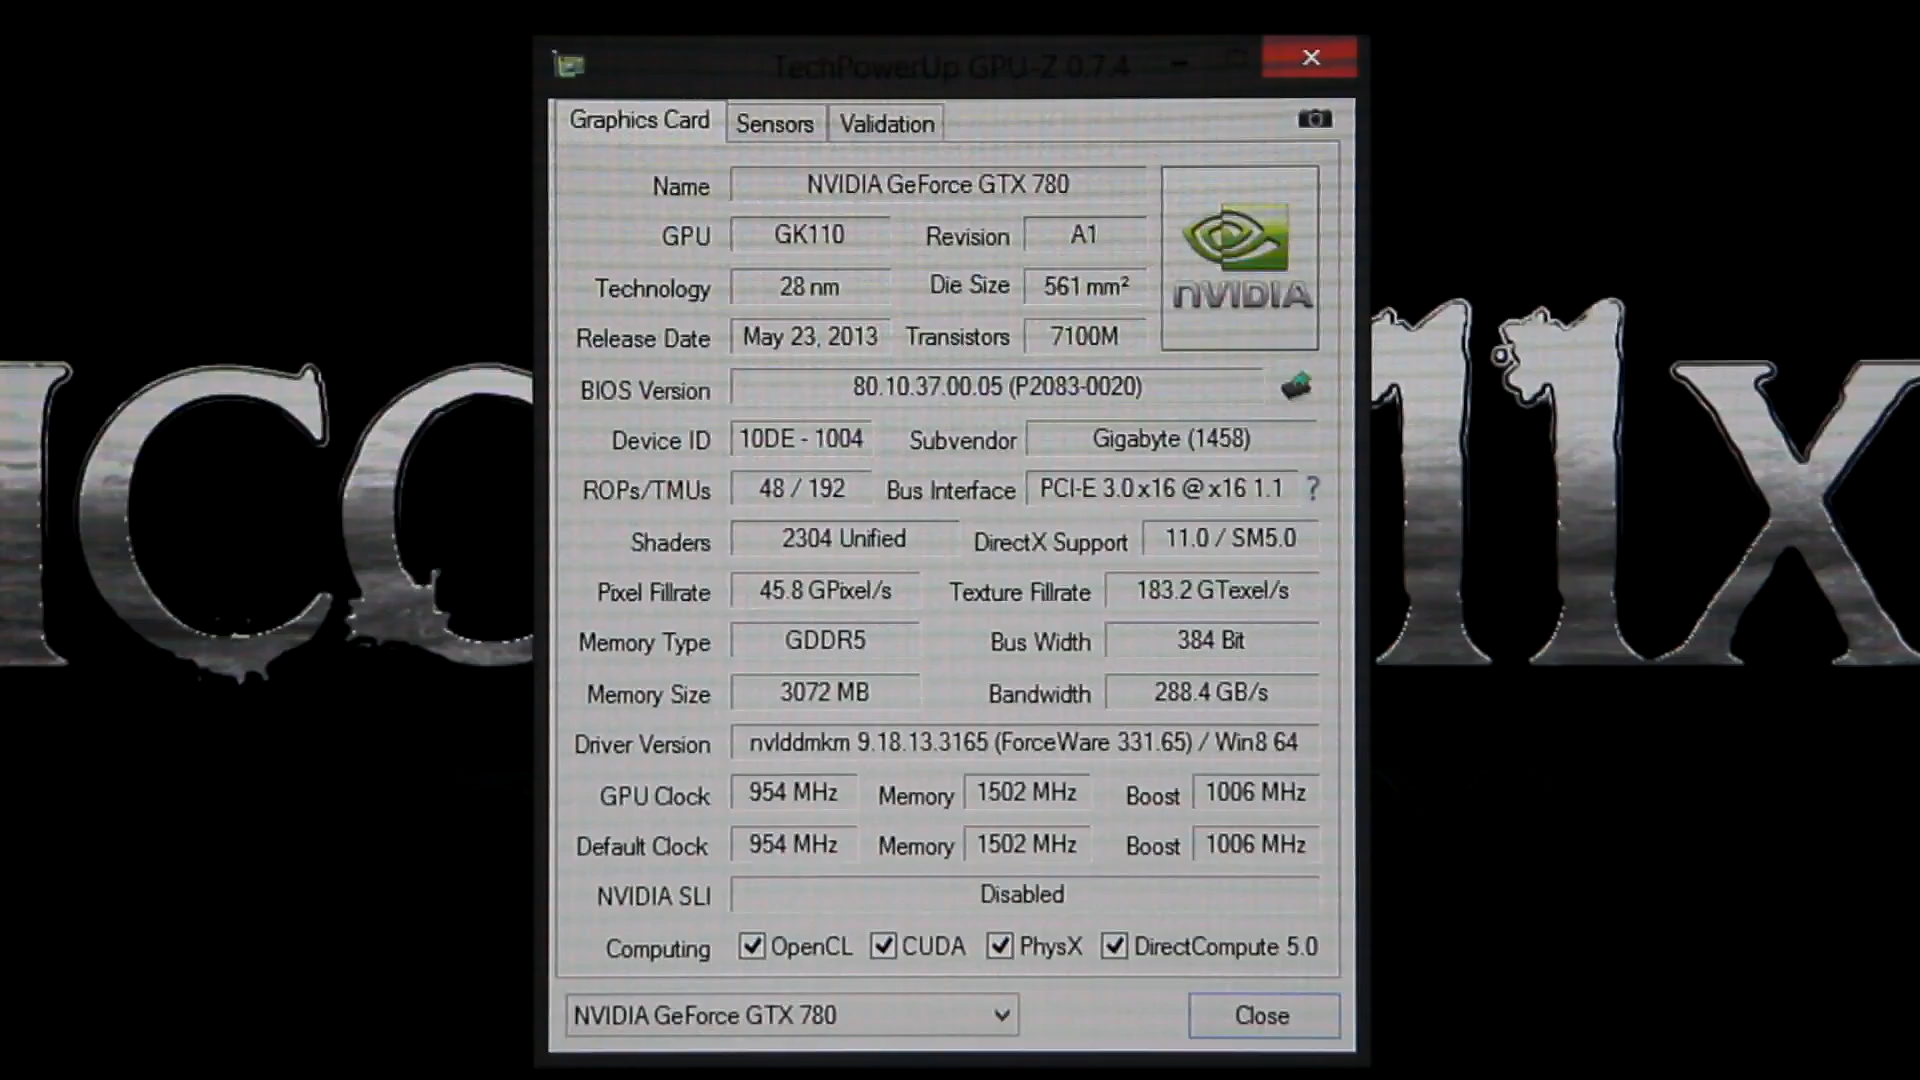 TechPowerUp GPU-Z 0.7.4
Graphics Card Sensors Validation
Name NVIDIA GeForce GTX 780
GPU GK110 Revision A1
Technology 28 nm Die Size 561 mm²
NVIDIA
Release Date May 23, 2013 Transistors 7100M
BIOS Version 80.10.37.00.05 (P2083-0020)
Device ID 10DE - 1004 Subvendor Gigabyte (1458)
ROPs/TMUs 48 / 192 Bus Interface PCI-E 3.0 x16 @ x16 1.1 ?
Shaders 2304 Unified DirectX Support 11.0 / SM5.0
Pixel Fillrate 45.8 GPixel/s Texture Fillrate 183.2 GTexel/s
Memory Type GDDR5 Bus Width 384 Bit
Memory Size 3072 MB Bandwidth 288.4 GB/s
Driver Version nvlddmkm 9.18.13.3165 (ForceWare 331.65) / Win8 64
GPU Clock 954 MHz Memory 1502 MHz Boost 1006 MHz
Default Clock 954 MHz Memory 1502 MHz Boost 1006 MHz
NVIDIA SLI Disabled
Computing OpenCL CUDA PhysX DirectCompute 5.0
NVIDIA GeForce GTX 780 Close